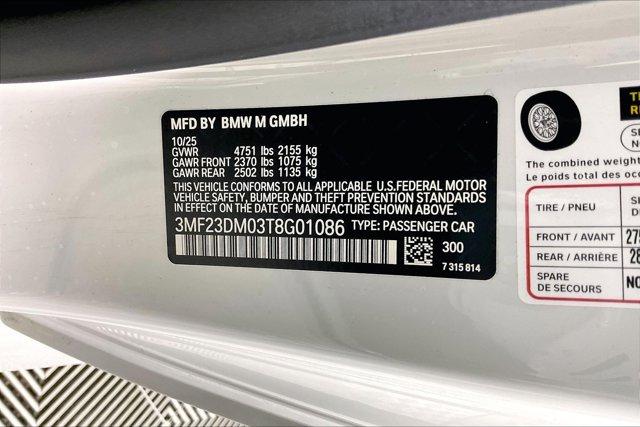 MFD BY BMW M GMBH
10/25
GVWR 4751 lbs 2155 kg
GAWR FRONT 2370 lbs 1075 kg
GAWR REAR 2502 lbs 1135 kg
THIS VEHICLE CONFORMS TO ALL APPLICABLE U.S.FEDERAL MOTOR
VEHICLE SAFETY, BUMPER AND THEFT PREVENTION STANDARDS
IN EFFECT ON THE DATE OF MANUFACTURE SHOWN ABOVE.
3MF23DM03T8G01086 TYPE: PASSENGER CAR
300
7 315 814
The combined weight
Le poids total des
TIRE / PNEU
FRONT / AVANT 275
REAR / ARRIÈRE
SPARE
DE SECOURS